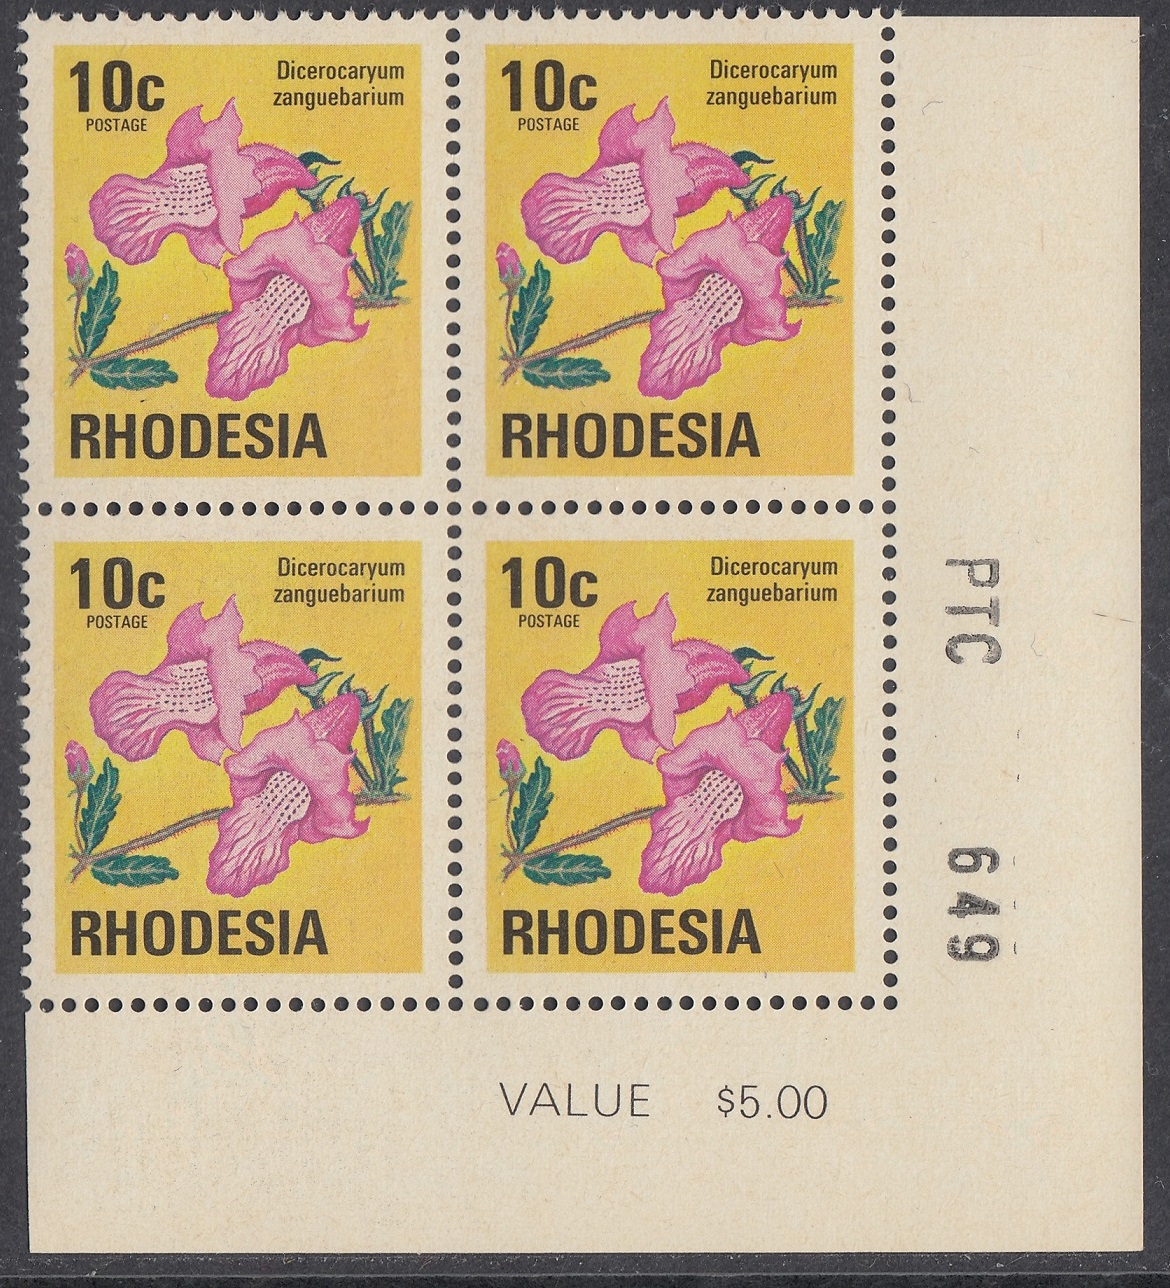 10c
POSTAGE
Dicerocaryum
zanguebarium
RHODESIA
10c
POSTAGE
Dicerocaryum
zanguebarium
RHODESIA
10c
POSTAGE
Dicerocaryum
zanguebarium
RHODESIA
10c
POSTAGE
Dicerocaryum
zanguebarium
RHODESIA
PTC 649
VALUE $5.00